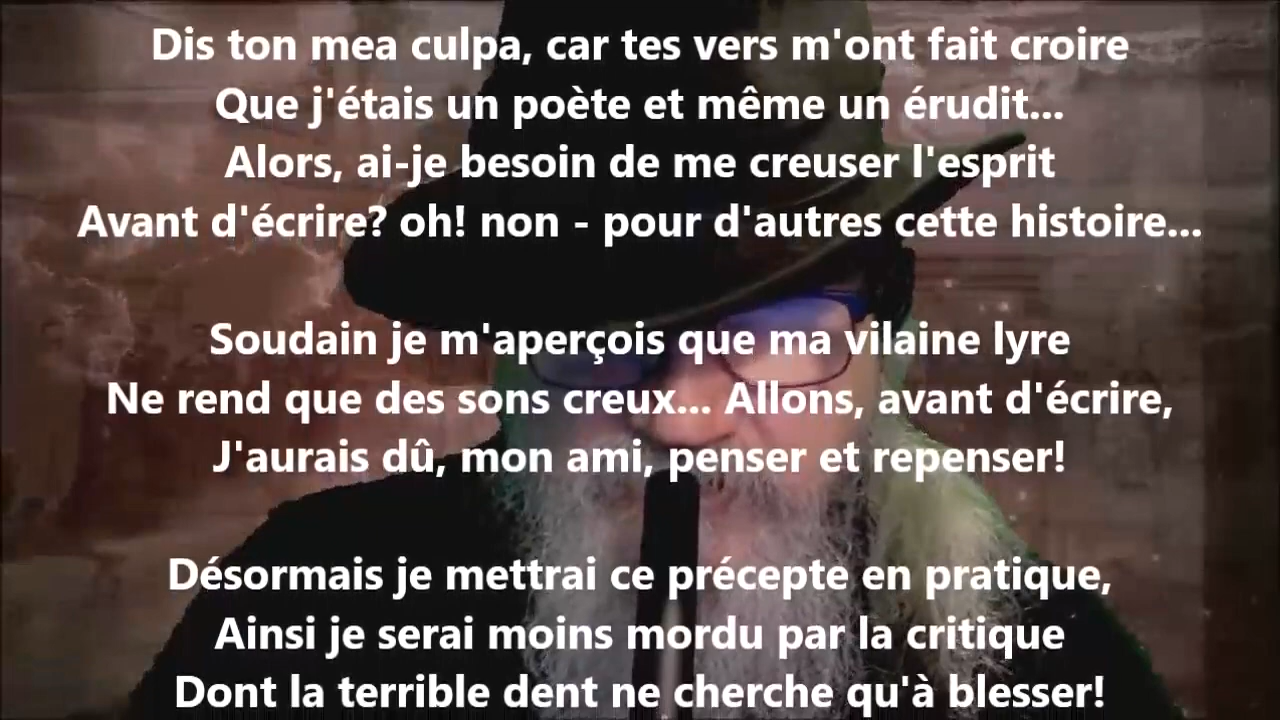 Dis ton mea culpa, car tes vers m'ont fait croire
Que j'étais un poète et même un érudit...
Alors, ai-je besoin de me creuser l'esprit
Avant d'écrire? oh! non - pour d'autres cette histoire...
Soudain je m'aperçois que ma vilaine lyre
Ne rend que des sons creux... Allons, avant d'écrire,
J'aurais dû, mon ami, penser et repenser!
Désormais je mettrai ce précepte en pratique,
Ainsi je serai moins mordu par la critique
Dont la terrible dent ne cherche qu'à blesser!